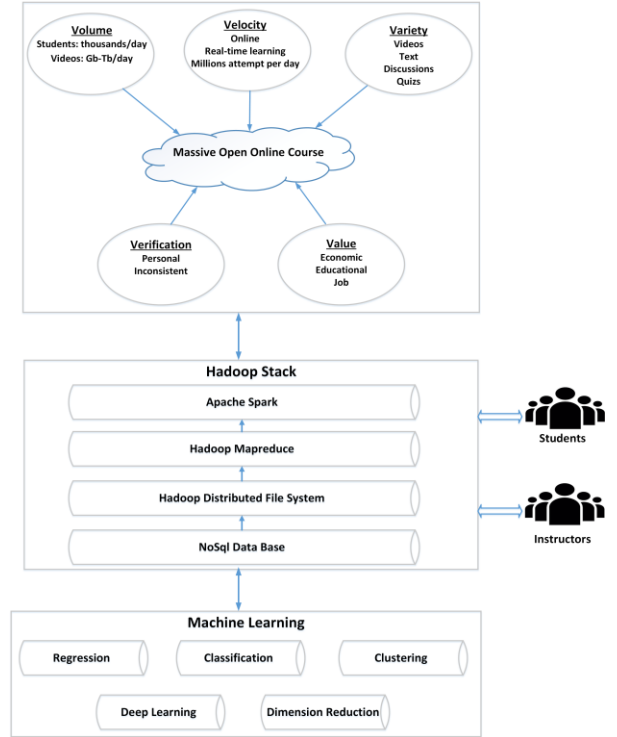 Volume
Students: thousands/day
Videos: Gb-Tb/day
Velocity
Online
Real-time learning
Millions attempt per day
Variety
Videos
Text
Discussions
Quizs
Massive Open Online Course
Verification
Personal
Inconsistent
Value
Economic
Educational
Job
Hadoop Stack
Apache Spark
Hadoop Mapreduce
Hadoop Distributed File System
NoSql Data Base
Students
Instructors
Machine Learning
Regression
Classification
Clustering
Deep Learning
Dimension Reduction